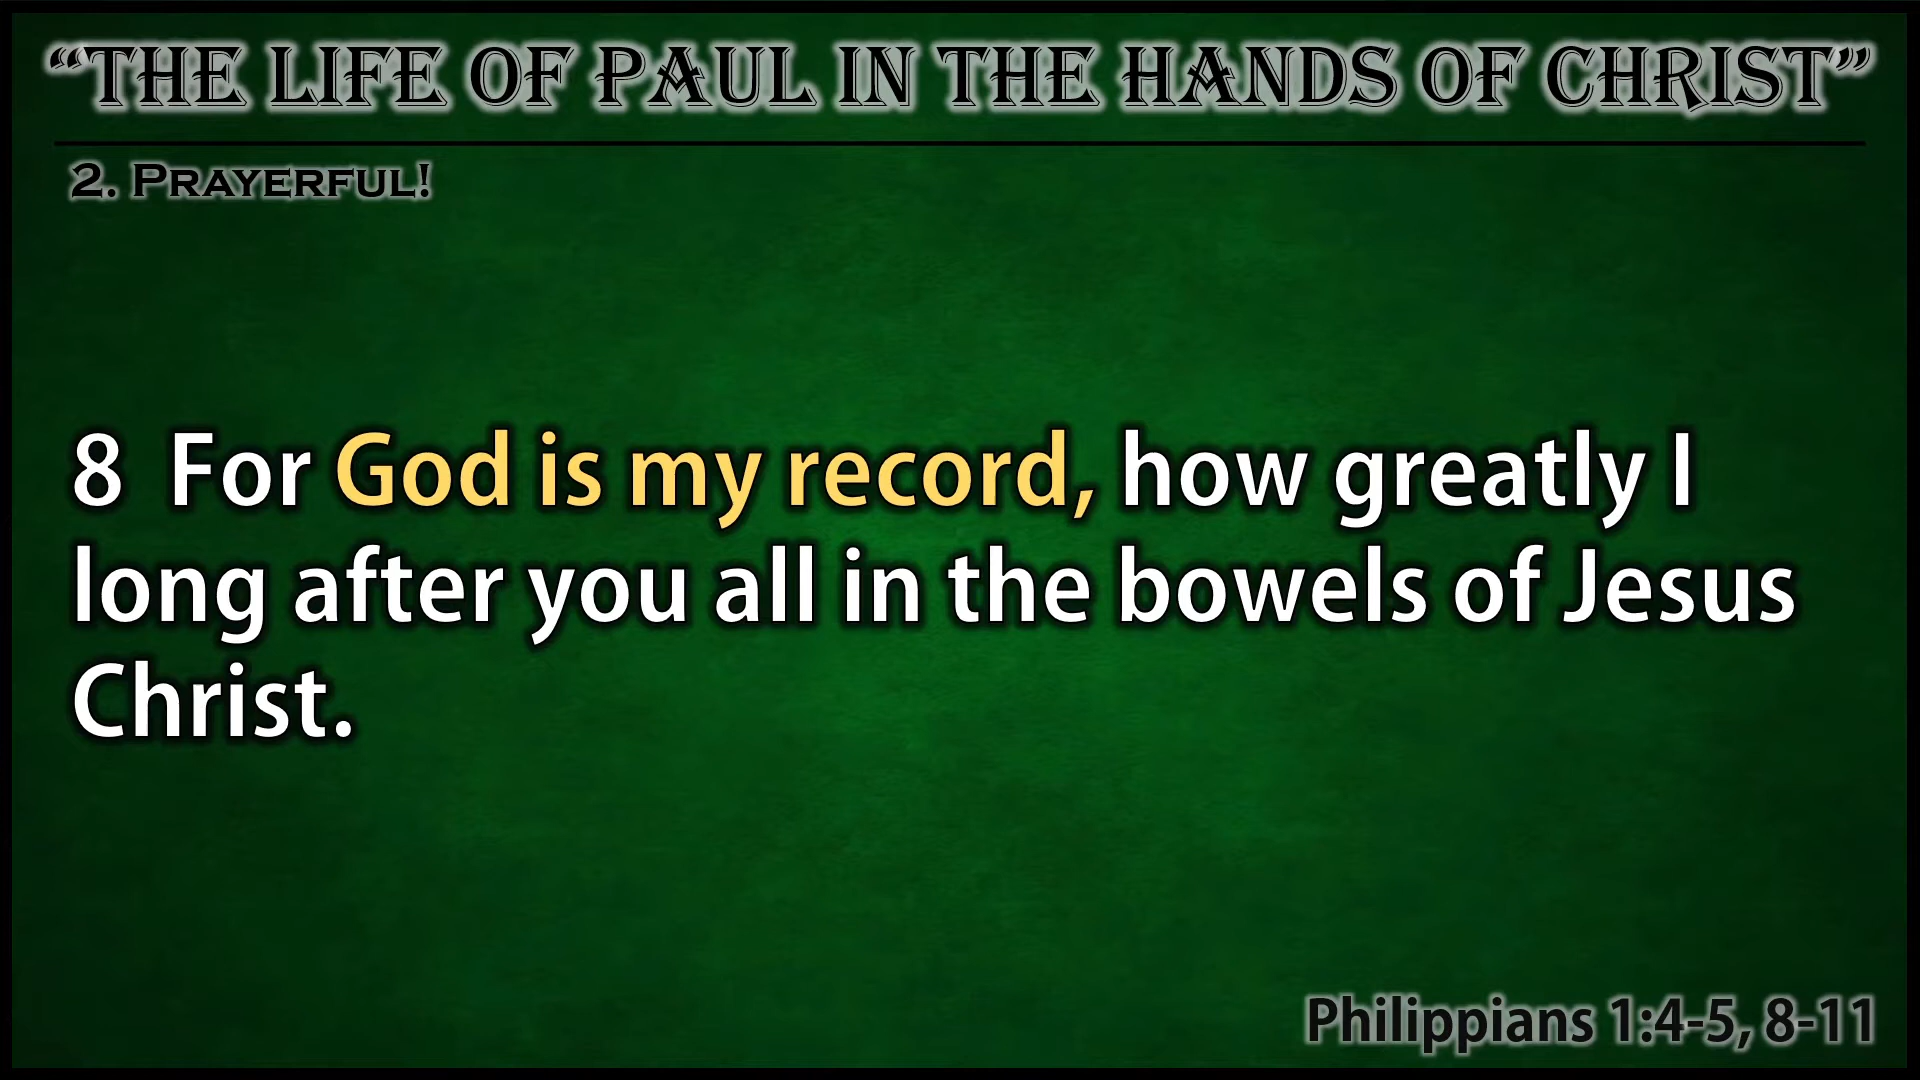 “THE LIFE OF PAUL IN THE HANDS OF CHRIST”
2. PRAYERFUL!
8 For God is my record, how greatly I
long after you all in the bowels of Jesus
Christ.
Philippians 1:4-5, 8-11